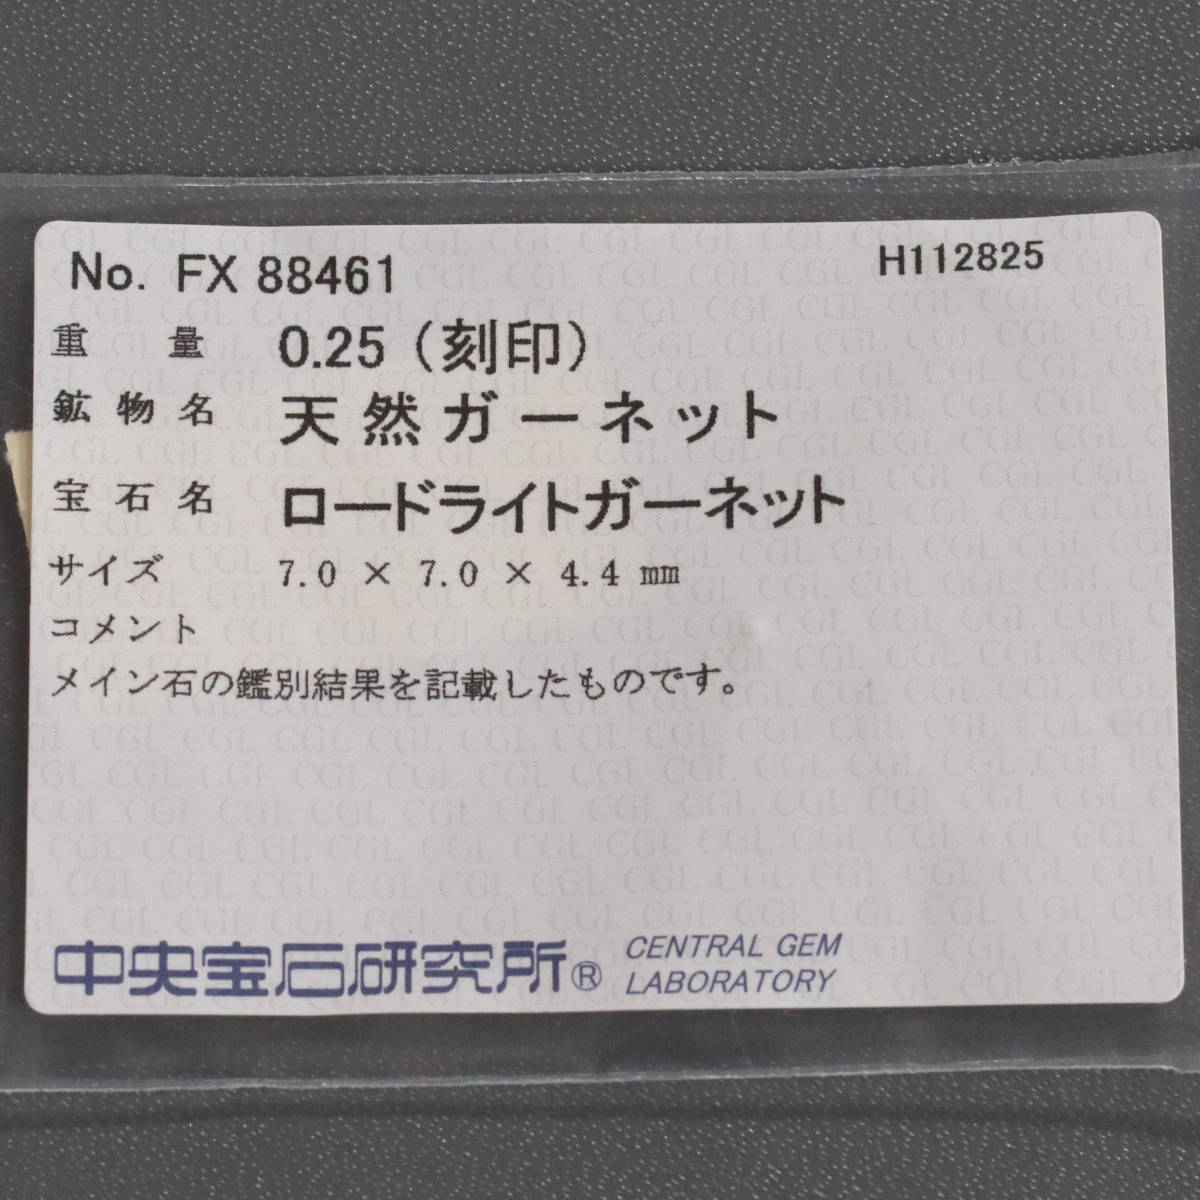 No. FX 88461 H112825
重量 0.25 (刻印)
鉱物名 天然ガーネット
宝石名 ロードライトガーネット
サイズ 7.0 × 7.0 × 4.4 mm
コメント
メイン石の鑑別結果を記載したものです。
中央宝石研究所® CENTRAL GEM
LABORATORY